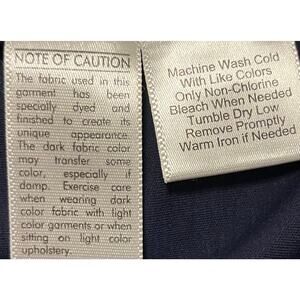 NOTE OF CAUTION
The fabric used in this
garment has been
specially dyed and
finished to create its
unique appearance.
The dark fabric color
may transfer some
color, especially if
damp. Exercise care
when wearing dark
color fabric with light
color garments or when
sitting on light color
upholstery.
Machine Wash Cold
With Like Colors
Only Non-Chlorine
Bleach When Needed
Tumble Dry Low
Remove Promptly
Warm Iron if Needed